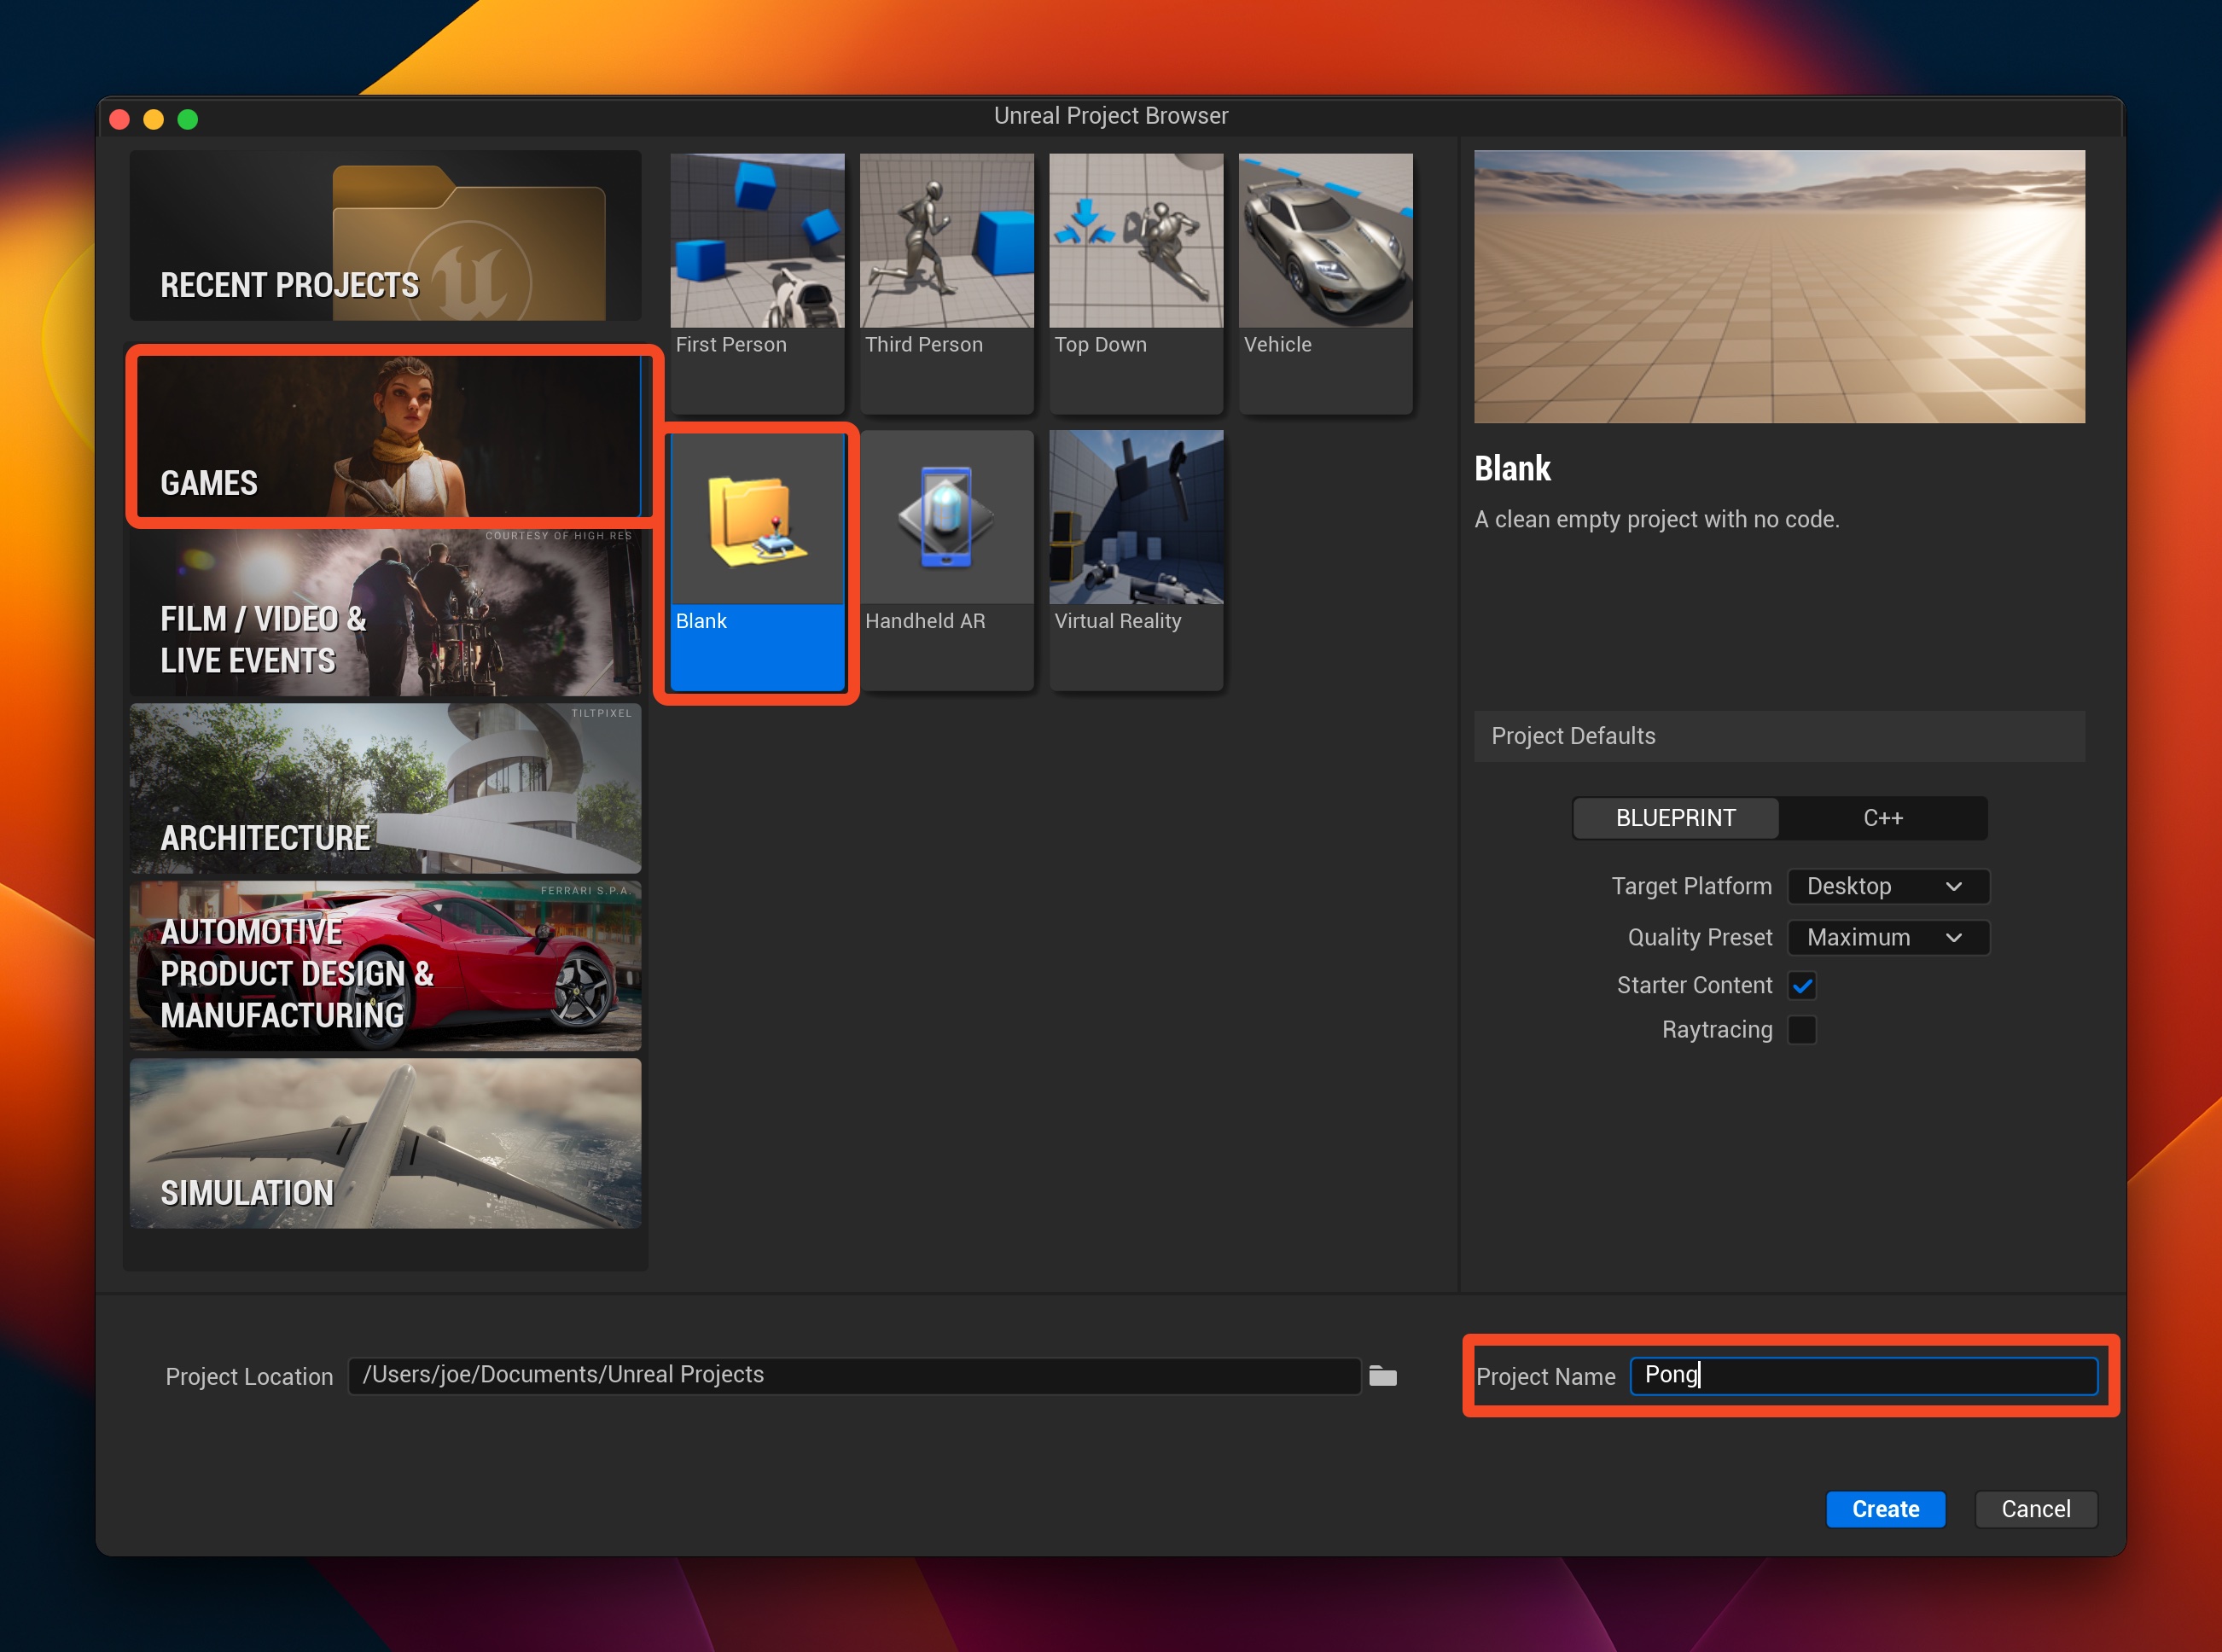 Unreal Project Browser
RECENT PROJECTS
GAMES
COURTESY OF HIGH RES
FILM / VIDEO &
LIVE EVENTS
TILTPIXEL
ARCHITECTURE
FERRARI S.P.A.
AUTOMOTIVE
PRODUCT DESIGN &
MANUFACTURING
SIMULATION
First Person
Third Person
Top Down
Vehicle
Blank
Handheld AR
Virtual Reality
Blank
A clean empty project with no code.
Project Defaults
BLUEPRINT
C++
Target Platform
Desktop
Quality Preset
Maximum
Starter Content
Raytracing
Project Location
/Users/joe/Documents/Unreal Projects
Project Name
Pong
Create
Cancel